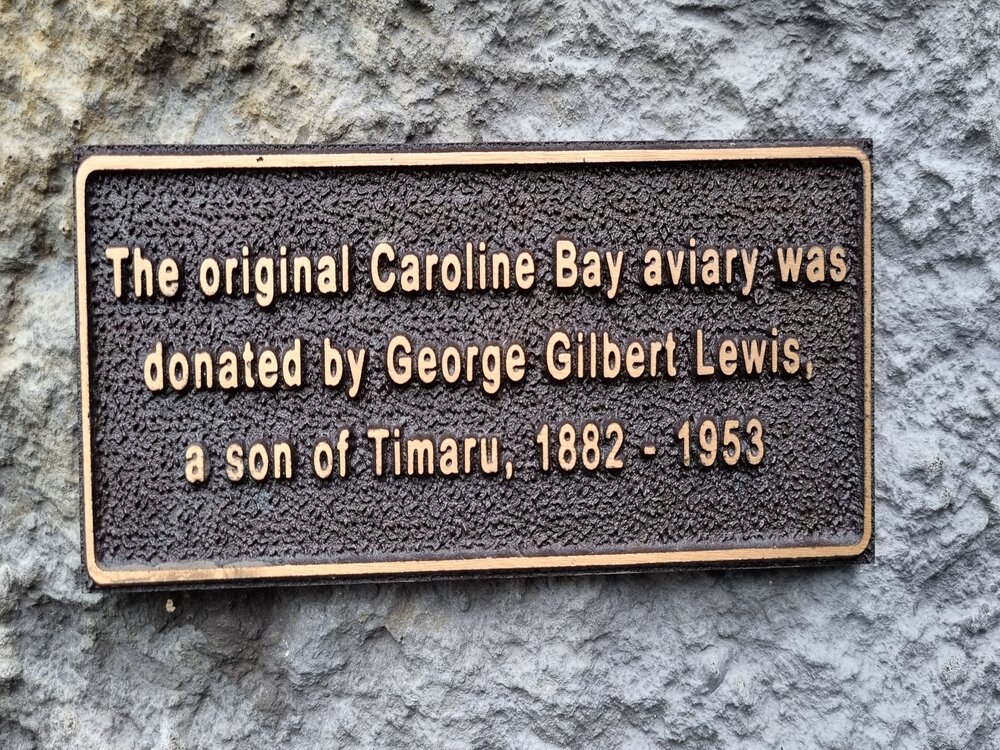 The original Caroline Bay aviary was
donated by George Gilbert Lewis,
a son of Timaru, 1882 - 1953